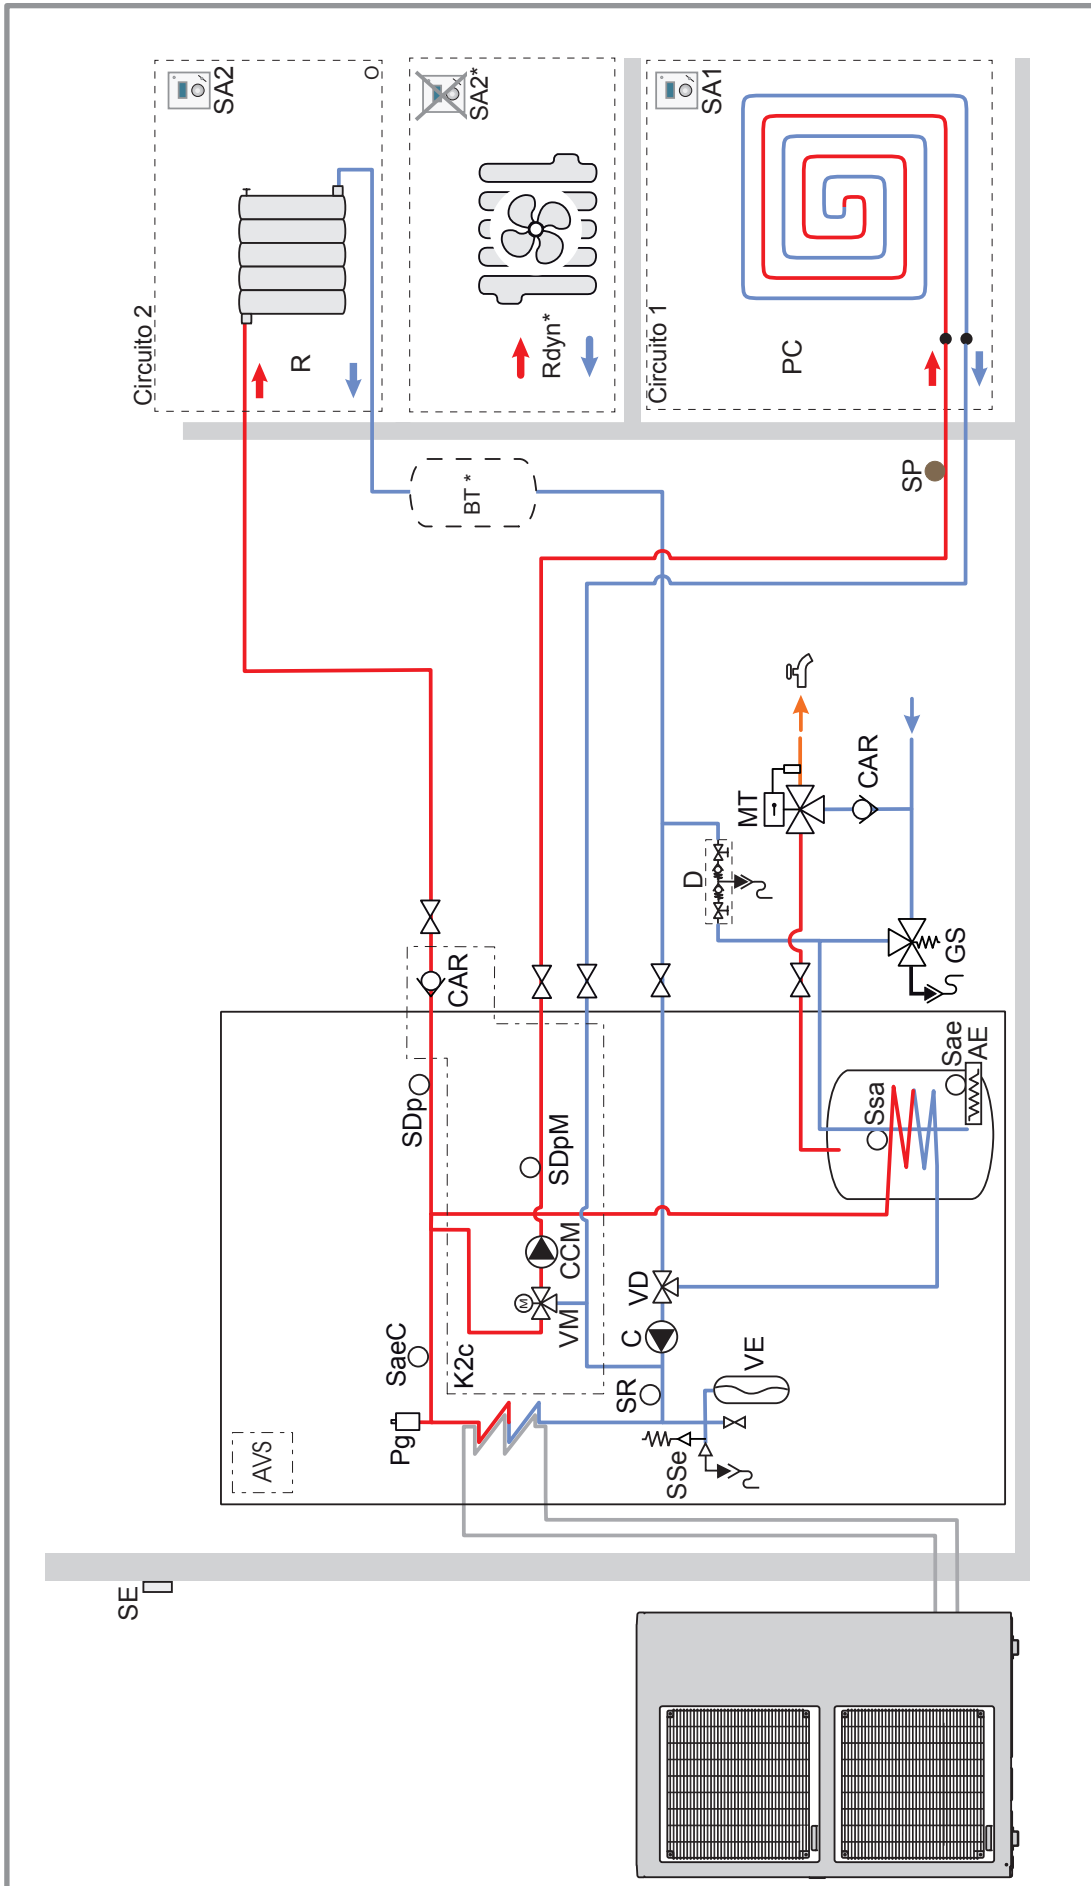 Circuito 2
SA2
O
R
SA2*
Rdyn*
Circuito 1
SA1
PC
BT *
SP
MT
CAR
D
GS
CAR
SDp
SDpM
CCM
VM
M
K2c
SaeC
Pg
AVS
Ssa
Sae
AE
VD
C
SR
VE
SSe
SE